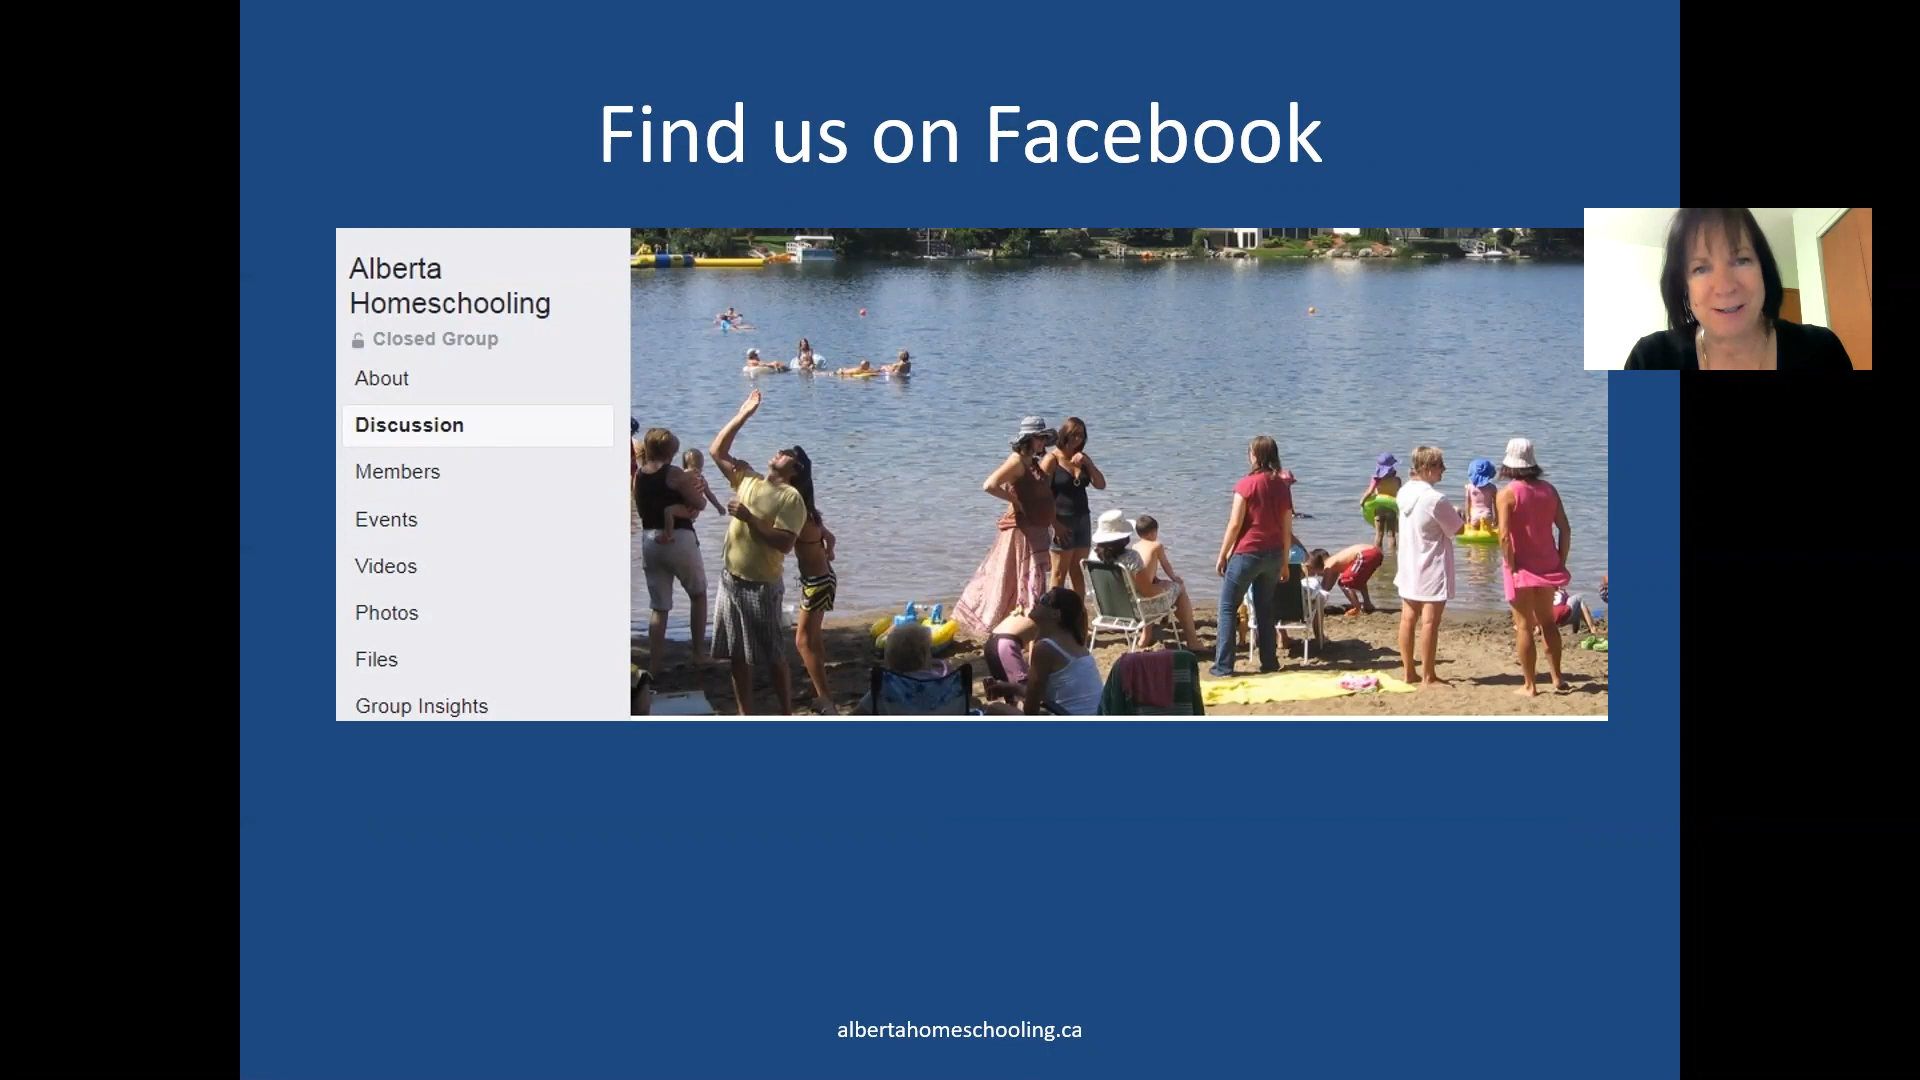 Find us on Facebook
Alberta
Homeschooling
Closed Group
About
Discussion
Members
Events
Videos
Photos
Files
Group Insights
albertahomeschooling.ca